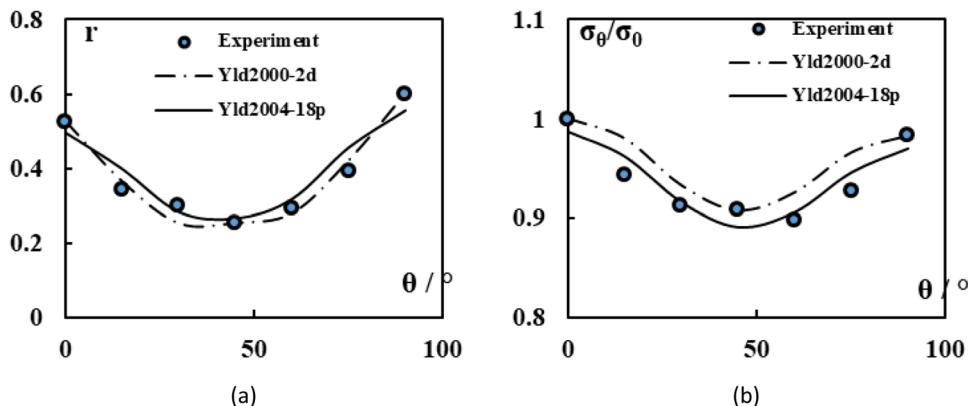 0.8
0.6
0.4
0.2
0
r
Experiment
Yld2000-2d
Yld2004-18p
θ / °
0
50
100
(a)
1.1
1
0.9
0.8
σθ/σ0
Experiment
Yld2000-2d
Yld2004-18p
θ / °
0
50
100
(b)